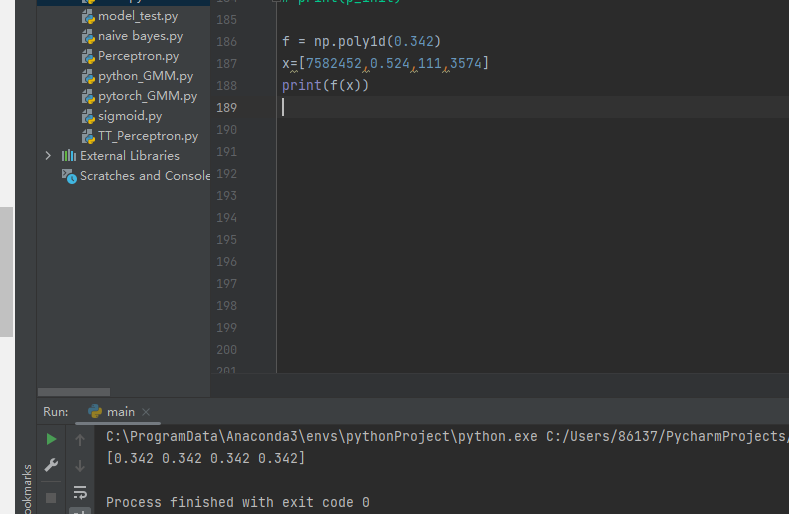 model_test.py
naive bayes.py
Perceptron.py
python_GMM.py
pytorch_GMM.py
sigmoid.py
TT_Perceptron.py
External Libraries
Scratches and Console
185
186 f = np.poly1d(0.342)
187 x=[7582452,0.524,111,3574]
188 print(f(x))
189
190
191
192
193
194
195
196
197
198
199
200
201
Run: main
C:\ProgramData\Anaconda3\envs\pythonProject\python.exe C:/Users/86137/PycharmProjects/
[0.342 0.342 0.342 0.342]
Process finished with exit code 0
ookmarks